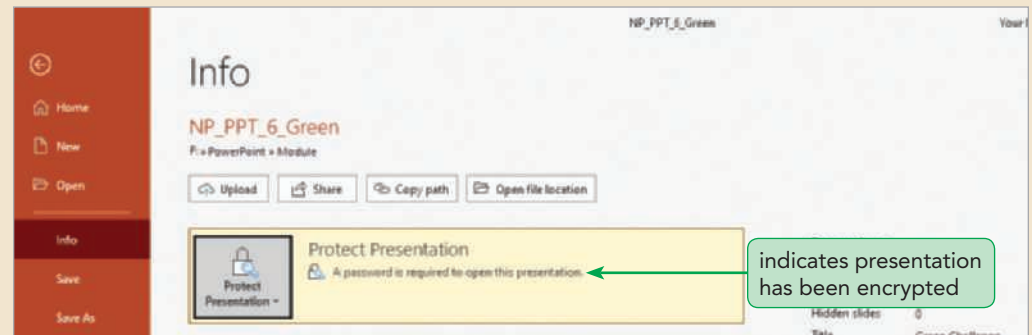 NP_PPT_6_Green
Your
Info
Home
NP_PPT_6_Green
P: » PowerPoint » Module
New
Open
Upload Share Copy path Open file location
Info
Protect Presentation
A password is required to open this presentation.
Protect
Presentation
indicates presentation
has been encrypted
Save
Save As
Hidden slides 0
Title